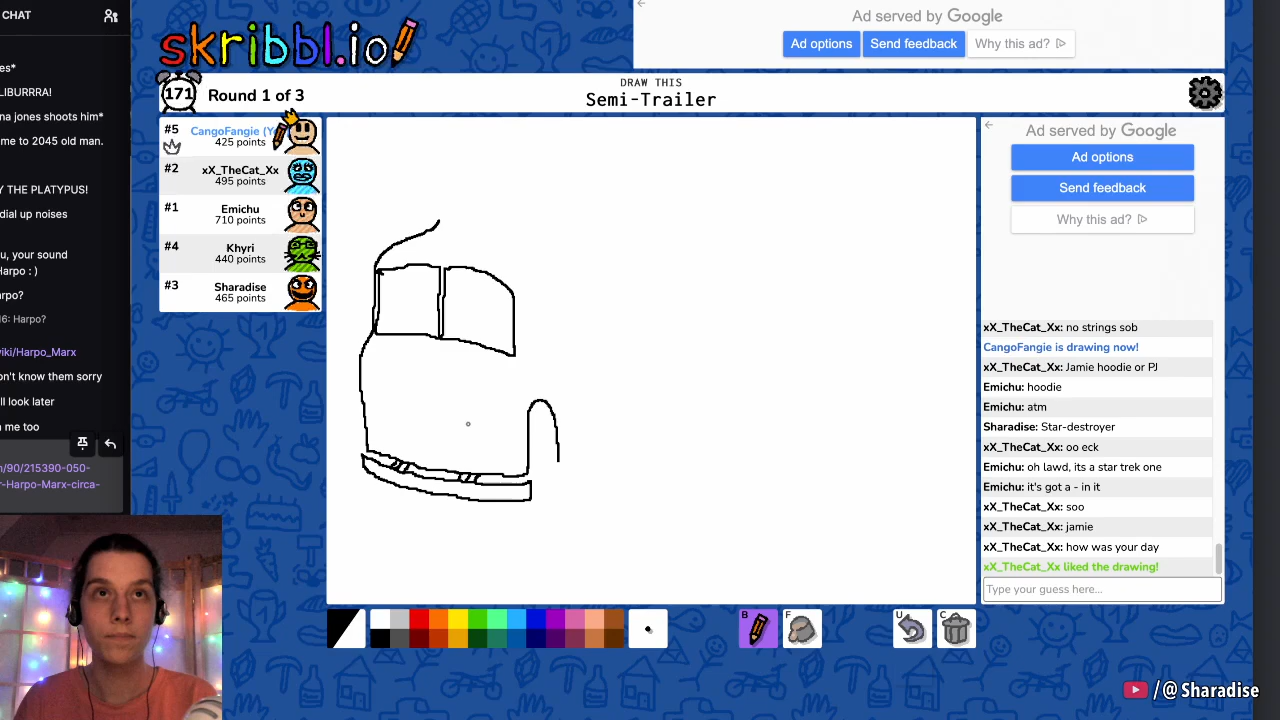 CHAT
es*
LIBURRRA!
ma pies shoots him*
me to 2045 old man.
Y THE PLATYPUS!
dial up noises
u, your sound
Harpo : )
rpo?
16: Harpo?
iki/Harpo_Marx
on't know them sorry
ll look later
n me too
n/90/215390-050-
r-Harpo-Marx-circa-
skribbl.io
171
Round 1 of 3
DRAW THIS
Semi-Trailer
Ad served by Google
Ad options
Send feedback
Why this ad?
#5
CangoFangie (Yo
425 points
#2
xX_TheCat_Xx
495 points
#1
Emichu
710 points
#4
Khyri
440 points
#3
Sharadise
465 points
Ad served by Google
Ad options
Send feedback
Why this ad?
xX_TheCat_Xx: no strings sob
CangoFangie is drawing now!
xX_TheCat_Xx: Jamie hoodie or PJ
Emichu: hoodie
Emichu: atm
Sharadise: Star-destroyer
xX_TheCat_Xx: oo eck
Emichu: oh lawd, its a star trek one
Emichu: it's got a - in it
xX_TheCat_Xx: soo
xX_TheCat_Xx: jamie
xX_TheCat_Xx: how was your day
xX_TheCat_Xx liked the drawing!
Type your guess here...
B
F
U
C
/@Sharadise